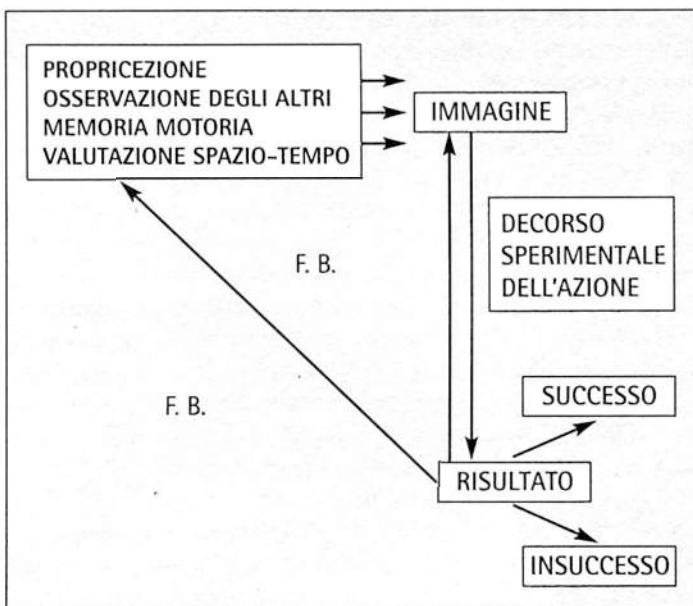 PROPRICEZIONE
OSSERVAZIONE DEGLI ALTRI
MEMORIA MOTORIA
VALUTAZIONE SPAZIO-TEMPO
IMMAGINE
DECORSO
SPERIMENTALE
DELL'AZIONE
F. B.
F. B.
SUCCESSO
RISULTATO
INSUCCESSO